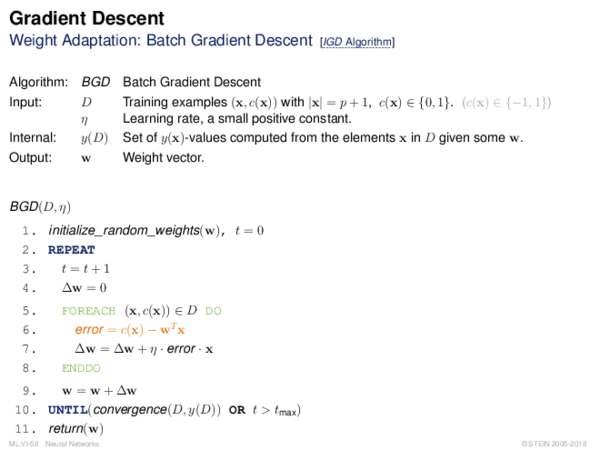 Gradient Descent
Weight Adaptation: Batch Gradient Descent [IGD Algorithm]
Algorithm: BGD Batch Gradient Descent
Input: D Training examples (x, c(x)) with |x| = p + 1, c(x) ∈ {0, 1}. (c(x) ∈ {−1, 1})
η Learning rate, a small positive constant.
Internal: y(D) Set of y(x)-values computed from the elements x in D given some w.
Output: w Weight vector.
BGD(D, η)
1. initialize_random_weights(w), t = 0
2. REPEAT
3. t = t + 1
4. Δw = 0
5. FOREACH (x, c(x)) ∈ D DO
6. error = c(x) − wᵀx
7. Δw = Δw + η · error · x
8. ENDDO
9. w = w + Δw
10. UNTIL(convergence(D, y(D)) OR t > tₘₐₓ)
11. return(w)
ML:VI-58 Neural Networks ©STEIN 2005-2018